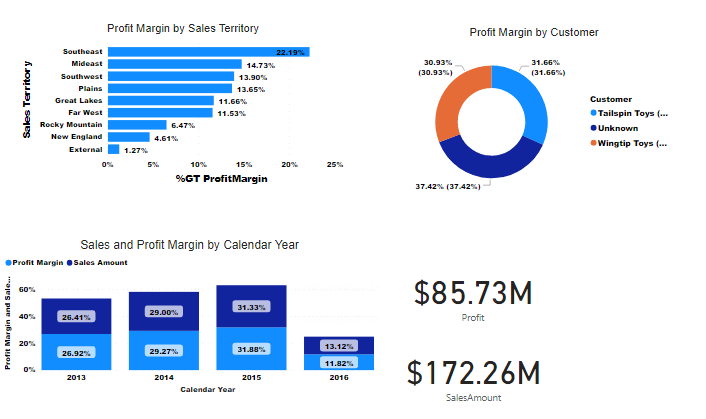 Profit Margin by Sales Territory
Sales Territory
Southeast 22.19%
Mideast 14.73%
Southwest 13.90%
Plains 13.65%
Great Lakes 11.66%
Far West 11.53%
Rocky Mountain 6.47%
New England 4.61%
External 1.27%
0% 5% 10% 15% 20% 25%
%GT ProfitMargin
Profit Margin by Customer
30.93%
(30.93%)
31.66%
(31.66%)
37.42% (37.42%)
Customer
Tailspin Toys (...
Unknown
Wingtip Toys (...
Sales and Profit Margin by Calendar Year
Profit Margin Sales Amount
Profit Margin and Sale...
60%
40%
20%
0%
26.41% 29.00% 31.33% 13.12%
26.92% 29.27% 31.88% 11.82%
2013 2014 2015 2016
Calendar Year
$85.73M
Profit
$172.26M
SalesAmount